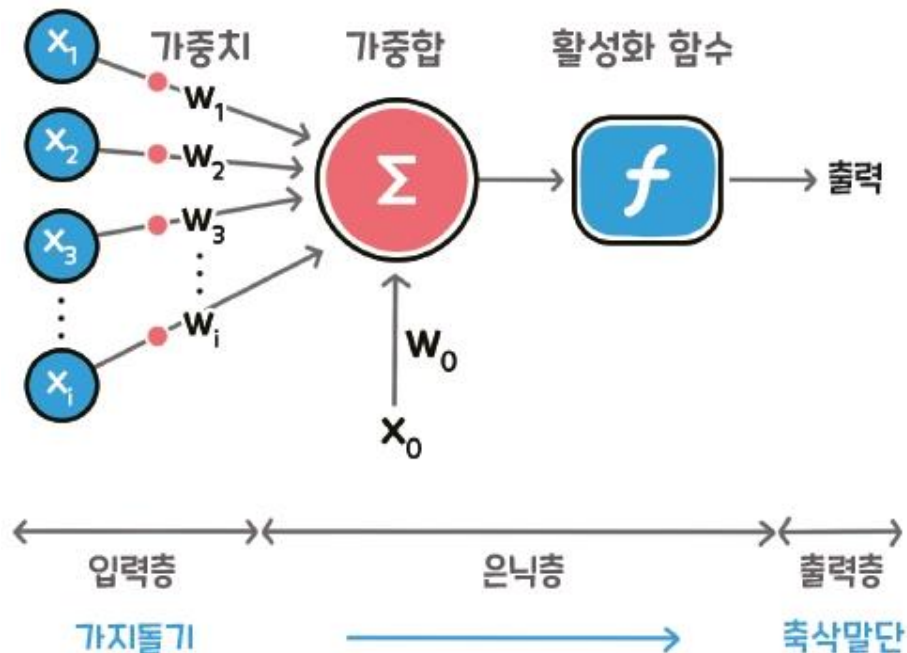 가중치 가중합 활성화 함수
x₁
w₁
x₂
w₂
Σ
f
출력
x₃
w₃
xᵢ
wᵢ
w₀
x₀
입력층 은닉층 출력층
가지돌기 축삭말단